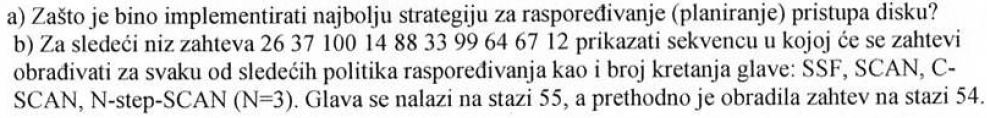 a) Zašto je bino implementirati najbolju strategiju za raspoređivanje (planiranje) pristupa disku?
b) Za sledeći niz zahteva 26 37 100 14 88 33 99 64 67 12 prikazati sekvencu u kojoj će se zahtevi
obrađivati za svaku od sledećih politika raspoređivanja kao i broj kretanja glave: SSF, SCAN, C-
SCAN, N-step-SCAN (N=3). Glava se nalazi na stazi 55, a prethodno je obradila zahtev na stazi 54.